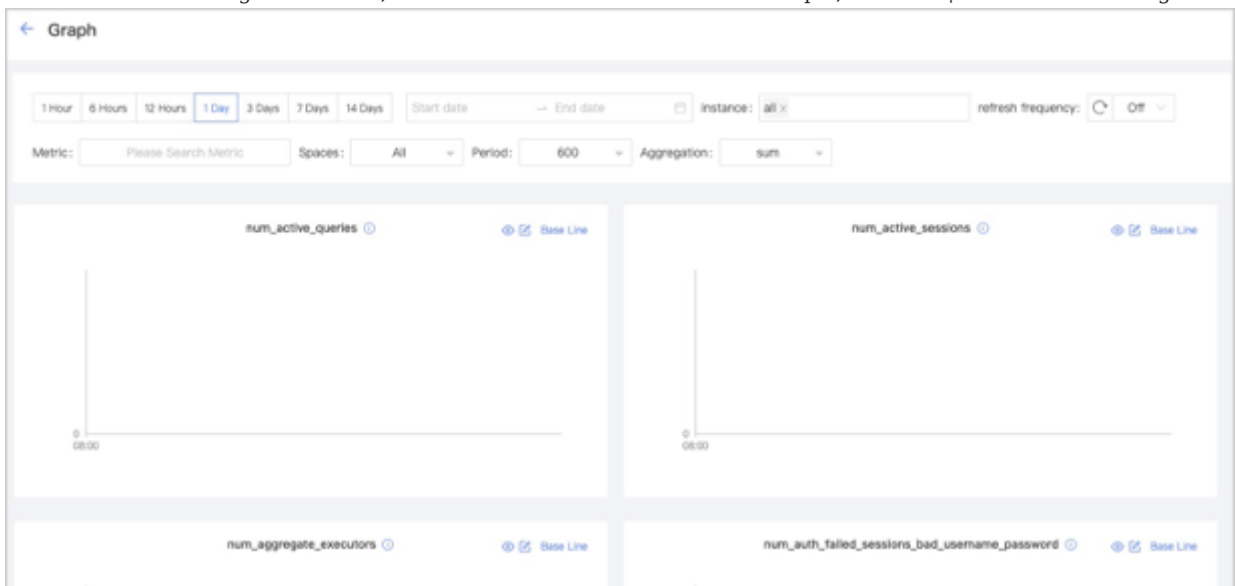 Graph
1 Hour 6 Hours 12 Hours 1 Day 3 Days 7 Days 14 Days Start date → End date Instance: all × refresh frequency: Off
Metric: Please Search Metric Spaces: All Period: 600 Aggregation: sum
num_active_queries Base Line num_active_sessions Base Line
0 0
08:00 08:00
num_aggregate_executors Base Line num_auth_failed_sessions_bad_username_password Base Line